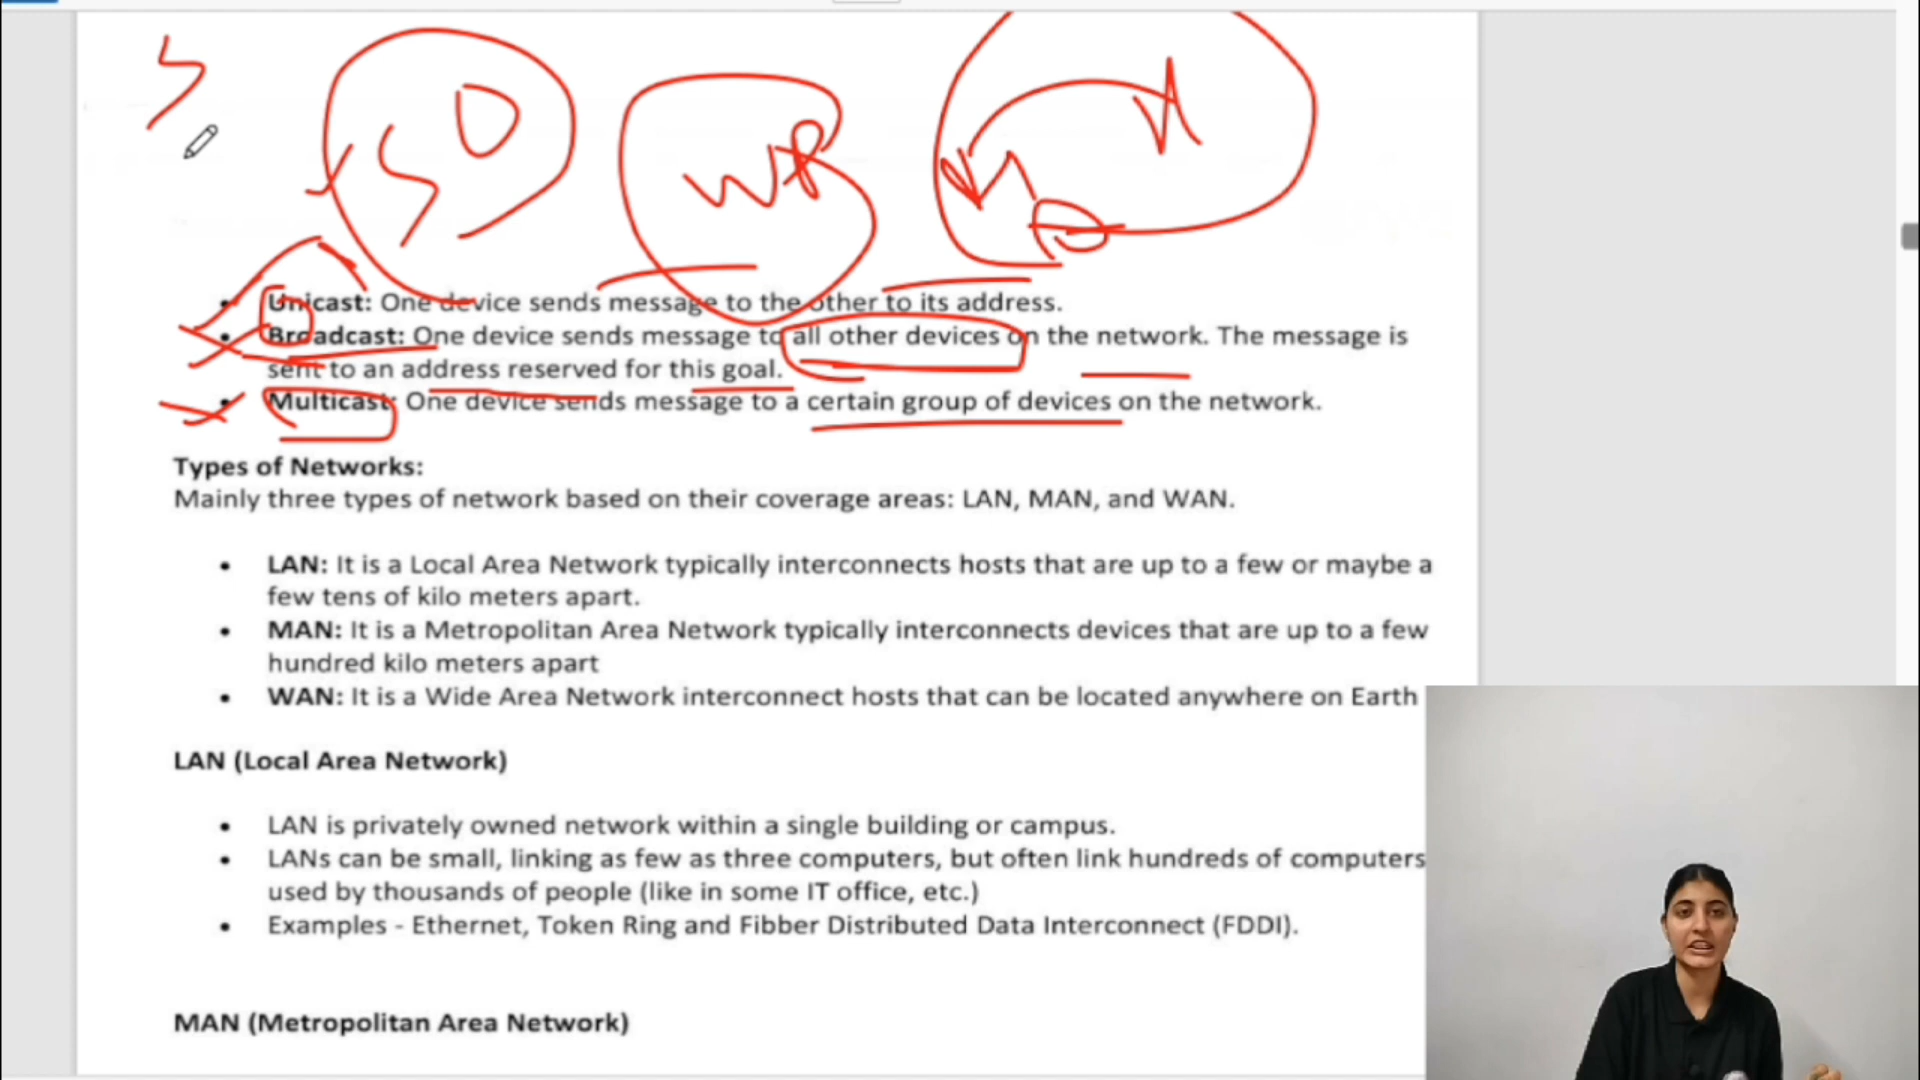 S
S D
WP
• Unicast: One device sends message to the other to its address.
• Broadcast: One device sends message to all other devices on the network. The message is
sent to an address reserved for this goal.
• Multicast: One device sends message to a certain group of devices on the network.
Types of Networks:
Mainly three types of network based on their coverage areas: LAN, MAN, and WAN.
• LAN: It is a Local Area Network typically interconnects hosts that are up to a few or maybe a
few tens of kilo meters apart.
• MAN: It is a Metropolitan Area Network typically interconnects devices that are up to a few
hundred kilo meters apart
• WAN: It is a Wide Area Network interconnect hosts that can be located anywhere on Earth
LAN (Local Area Network)
• LAN is privately owned network within a single building or campus.
• LANs can be small, linking as few as three computers, but often link hundreds of computers
used by thousands of people (like in some IT office, etc.)
• Examples - Ethernet, Token Ring and Fibber Distributed Data Interconnect (FDDI).
MAN (Metropolitan Area Network)